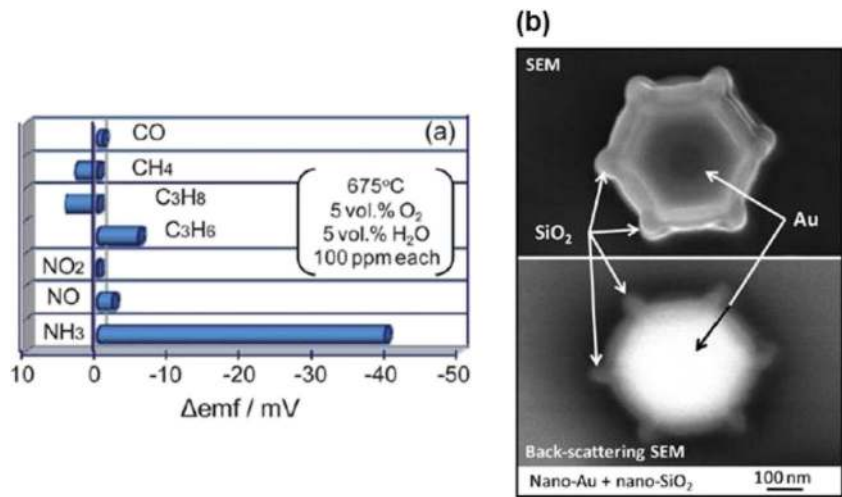 (a)
CO
CH4
C3H8
C3H6
NO2
NO
NH3
675°C
5 vol.% O2
5 vol.% H2O
100 ppm each
10 0 -10 -20 -30 -40 -50
Δemf / mV
(b)
SEM
SiO2
Au
Back-scattering SEM
Nano-Au + nano-SiO2
100 nm